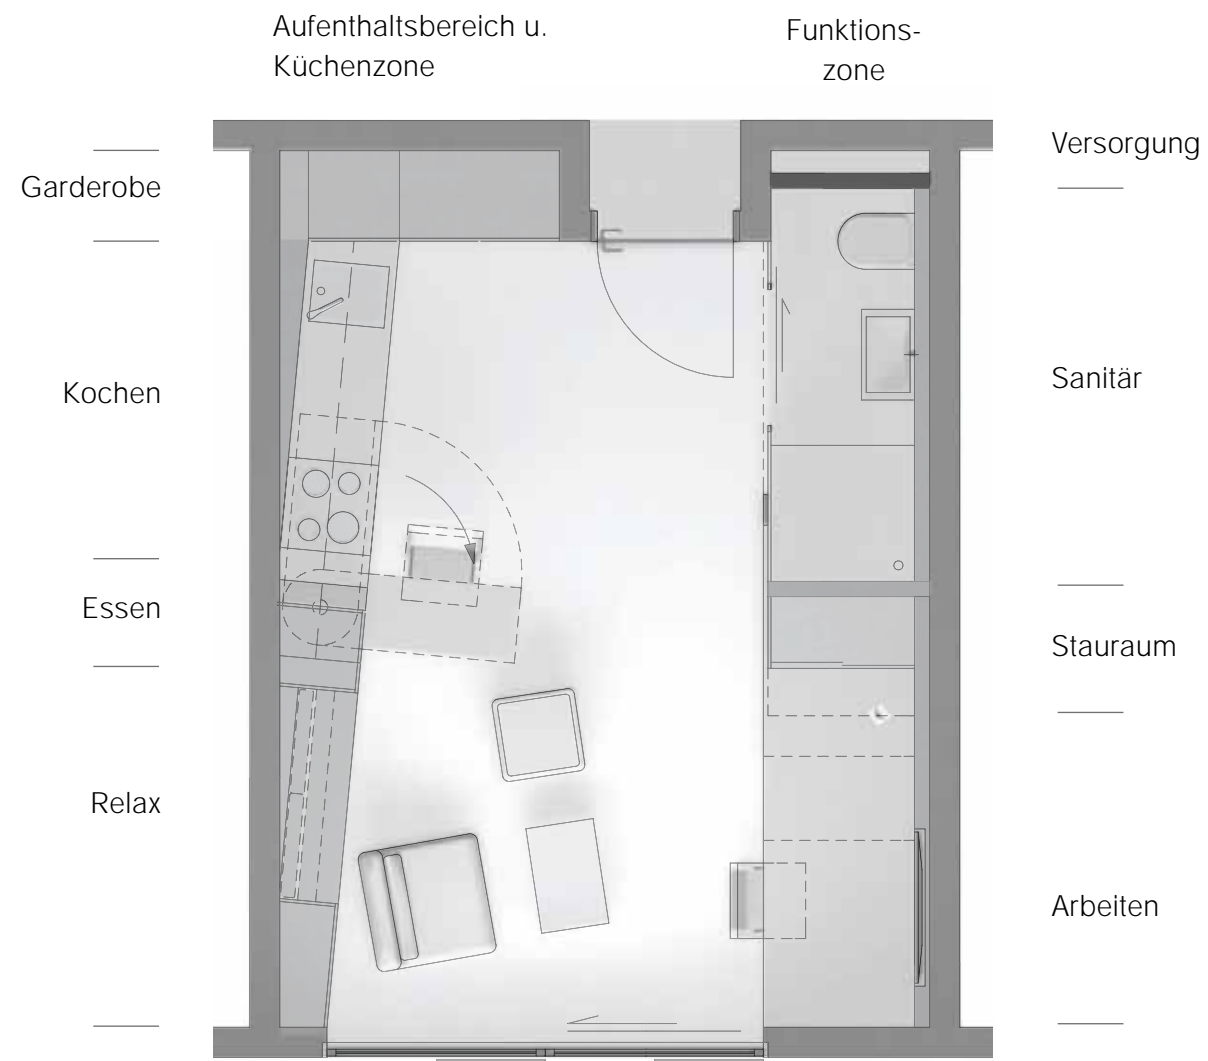 Aufenthaltsbereich u.
Küchenzone
Funktions-
zone
Garderobe
Kochen
Essen
Relax
Versorgung
Sanitär
Stauraum
Arbeiten